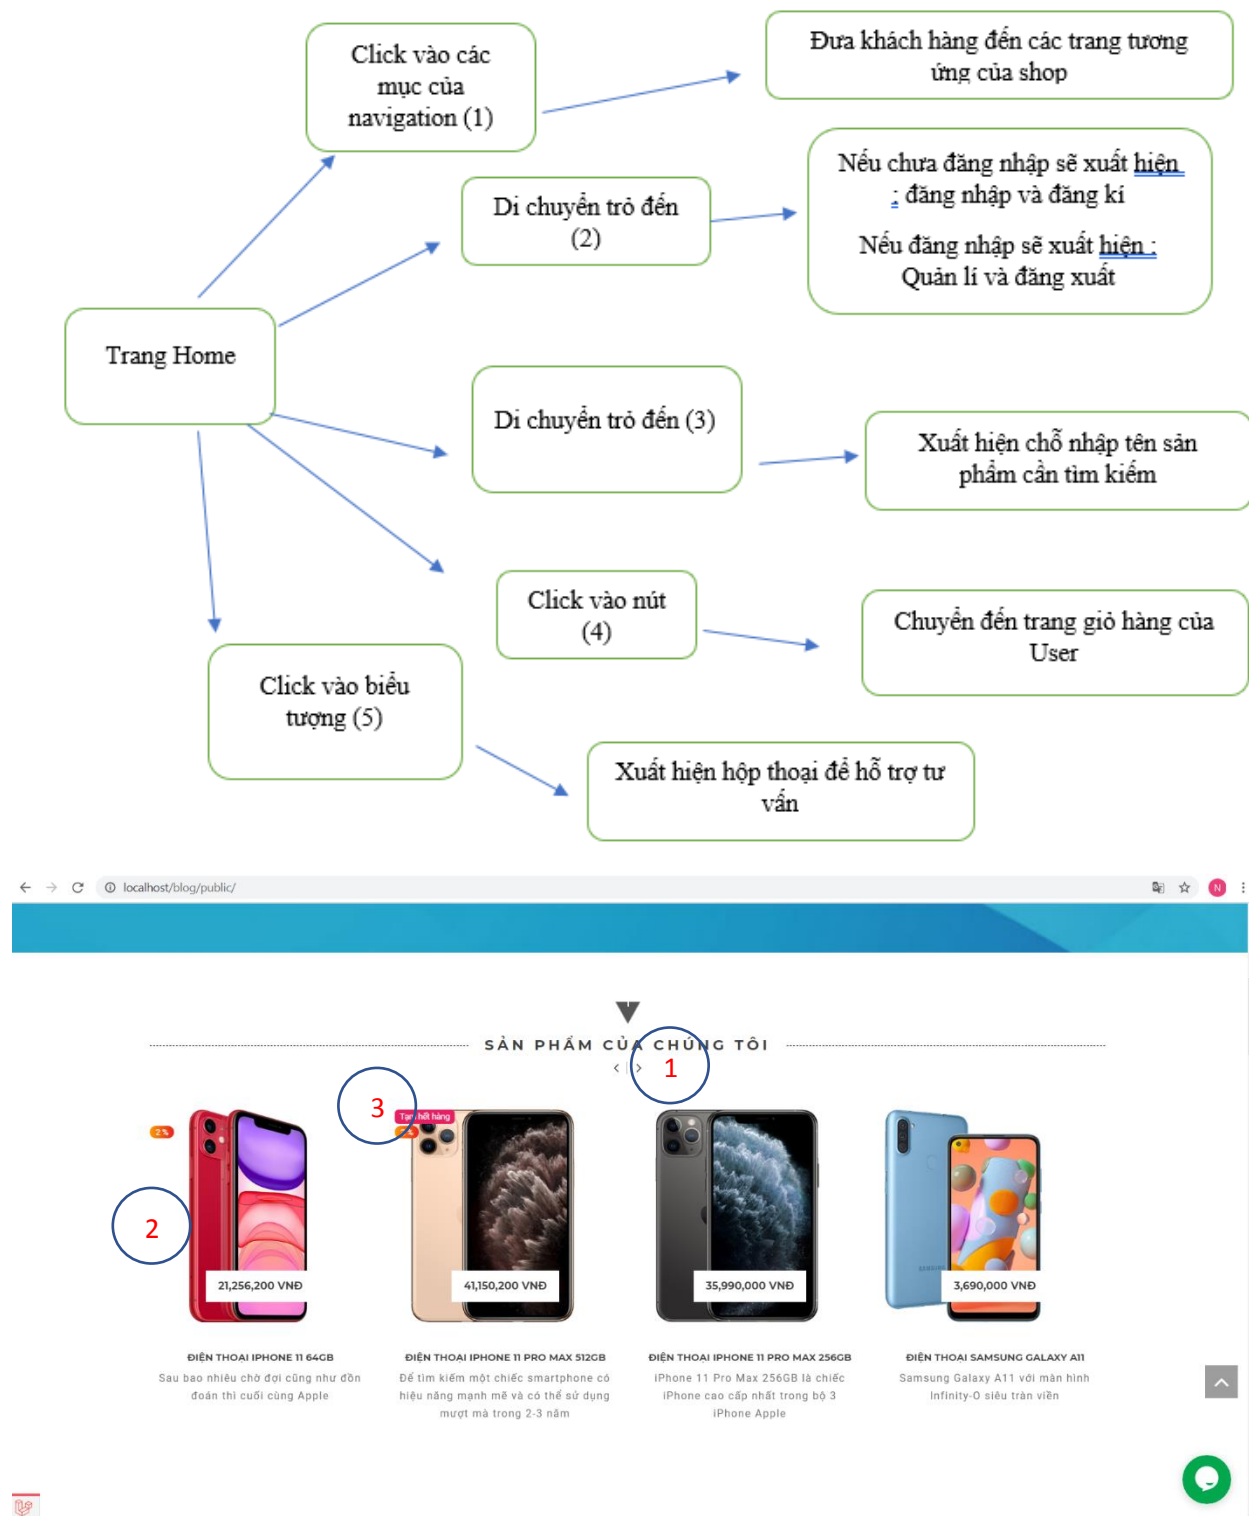 Click vào các
mục của
navigation (1)
Đưa khách hàng đến các trang tương
ứng của shop
Di chuyển trỏ đến
(2)
Nếu chưa đăng nhập sẽ xuất hiện
: đăng nhập và đăng kí
Nếu đăng nhập sẽ xuất hiện :
Quản lí và đăng xuất
Trang Home
Di chuyển trỏ đến (3)
Xuất hiện chỗ nhập tên sản
phẩm cần tìm kiếm
Click vào nút
(4)
Chuyển đến trang giỏ hàng của
User
Click vào biểu
tượng (5)
Xuất hiện hộp thoại để hỗ trợ tư
vấn
localhost/blog/public/
N
SẢN PHẨM CỦA CHÚNG TÔI
< | >
1
3
Tạm hết hàng
2%
2
21,256,200 VNĐ
41,150,200 VNĐ
35,990,000 VNĐ
SAMSUNG
3,690,000 VNĐ
ĐIỆN THOẠI IPHONE 11 64GB
Sau bao nhiêu chờ đợi cũng như đồn
đoán thì cuối cùng Apple
ĐIỆN THOẠI IPHONE 11 PRO MAX 512GB
Để tìm kiếm một chiếc smartphone có
hiệu năng mạnh mẽ và có thể sử dụng
mượt mà trong 2-3 năm
ĐIỆN THOẠI IPHONE 11 PRO MAX 256GB
iPhone 11 Pro Max 256GB là chiếc
iPhone cao cấp nhất trong bộ 3
iPhone Apple
ĐIỆN THOẠI SAMSUNG GALAXY A11
Samsung Galaxy A11 với màn hình
Infinity-O siêu tràn viền